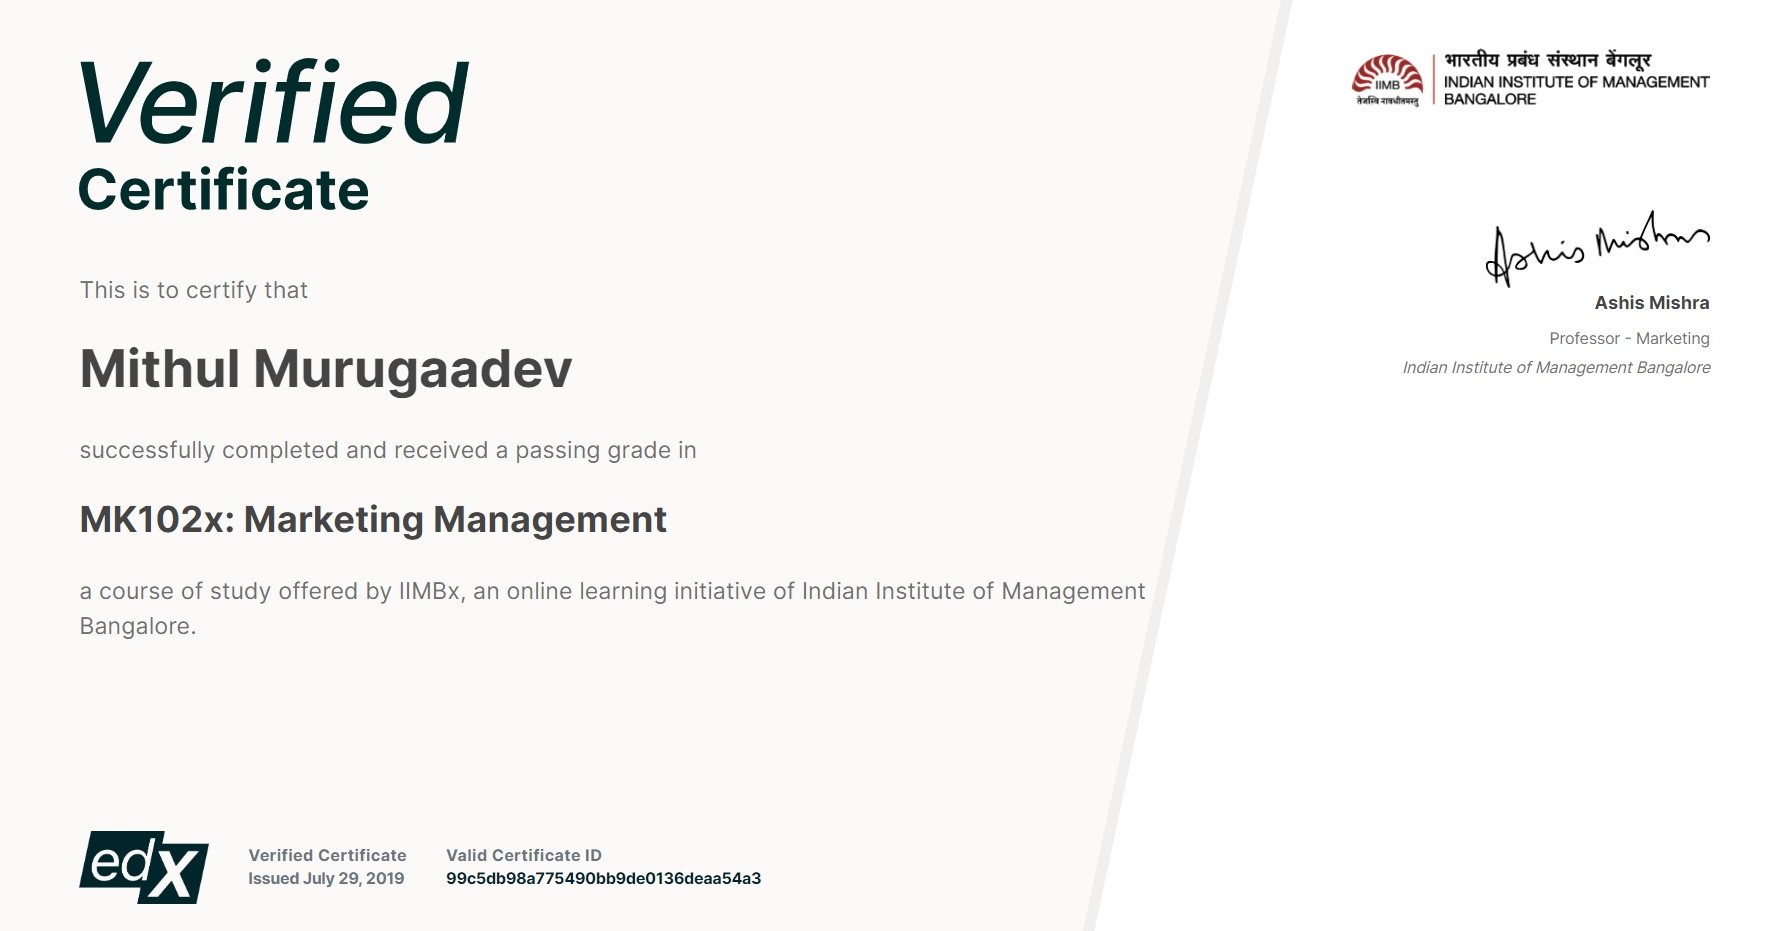 Verified
Certificate
This is to certify that
Mithul Murugaadev
successfully completed and received a passing grade in
MK102x: Marketing Management
a course of study offered by IIMBx, an online learning initiative of Indian Institute of Management
Bangalore.
edX
Verified Certificate
Issued July 29, 2019
Valid Certificate ID
99c5db98a775490bb9de0136deaa54a3
IIMB
तेजस्वि नावधीतमस्तु
भारतीय प्रबंध संस्थान बेंगलूर
INDIAN INSTITUTE OF MANAGEMENT
BANGALORE
Ashis Mishra
Ashis Mishra
Professor - Marketing
Indian Institute of Management Bangalore